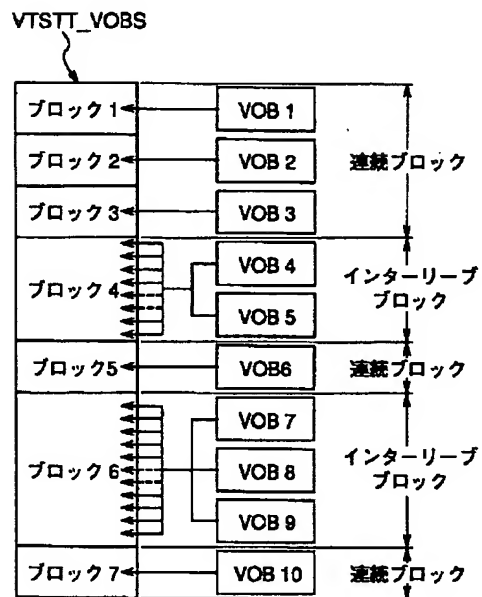 VTSTT_VOBS
ブロック1
VOB 1
ブロック2
VOB 2
連続ブロック
ブロック3
VOB 3
ブロック4
VOB 4
VOB 5
インターリーブ
ブロック
ブロック5
VOB6
連続ブロック
ブロック6
VOB 7
VOB 8
VOB 9
インターリーブ
ブロック
ブロック7
VOB 10
連続ブロック